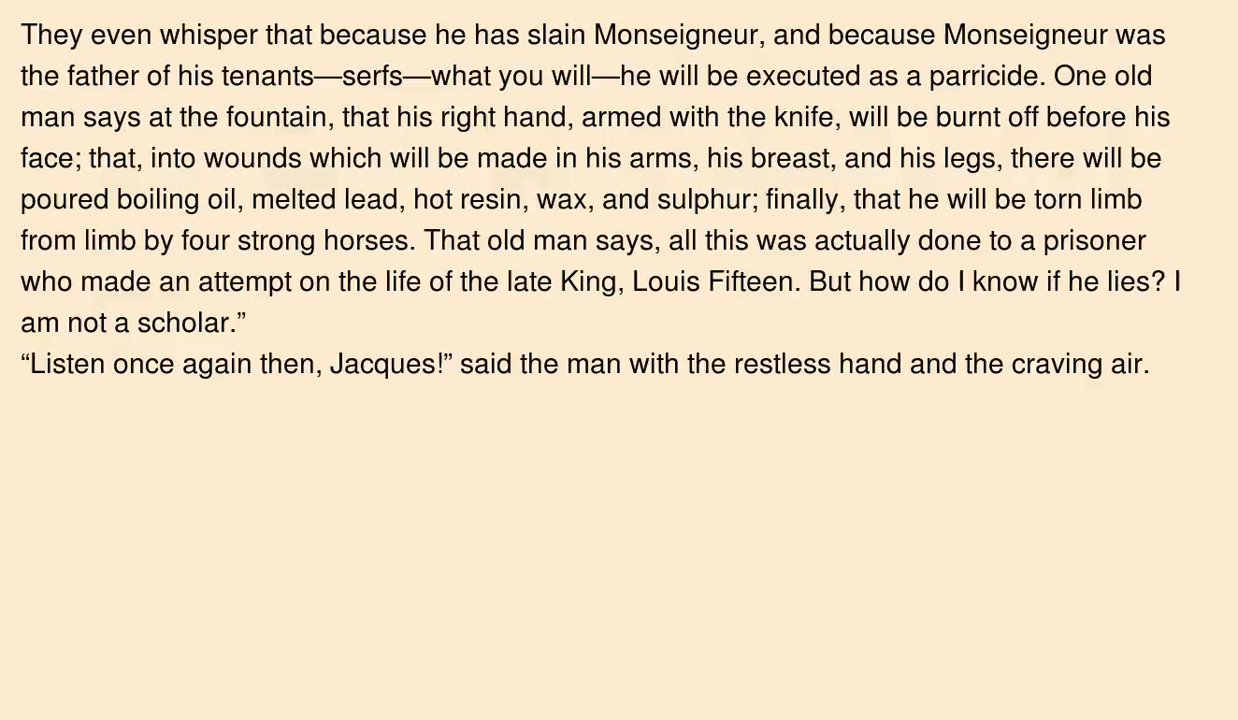 They even whisper that because he has slain Monseigneur, and because Monseigneur was
the father of his tenants—serfs—what you will—he will be executed as a parricide. One old
man says at the fountain, that his right hand, armed with the knife, will be burnt off before his
face; that, into wounds which will be made in his arms, his breast, and his legs, there will be
poured boiling oil, melted lead, hot resin, wax, and sulphur; finally, that he will be torn limb
from limb by four strong horses. That old man says, all this was actually done to a prisoner
who made an attempt on the life of the late King, Louis Fifteen. But how do I know if he lies? I
am not a scholar.”
“Listen once again then, Jacques!” said the man with the restless hand and the craving air.